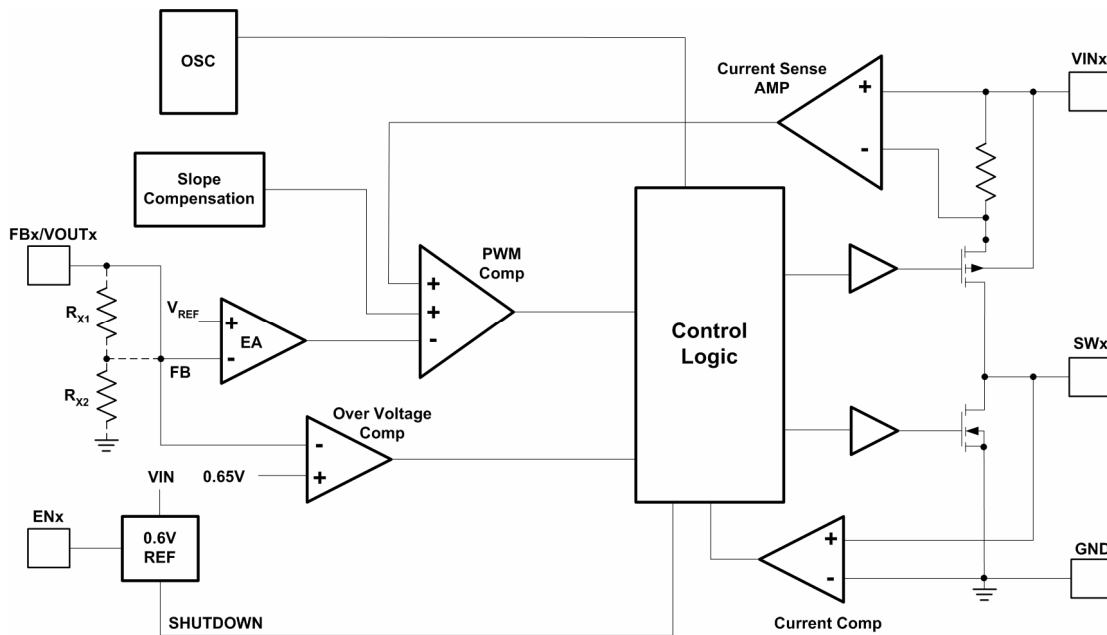 OSC
Current Sense
AMP
VINx
+
-
Slope
Compensation
FBx/VOUTx
PWM
Comp
+
+
-
RX1
VREF
+
EA
-
FB
RX2
Control
Logic
SWx
Over Voltage
Comp
-
+
0.65V
VIN
ENx
0.6V
REF
+
-
GND
SHUTDOWN
Current Comp